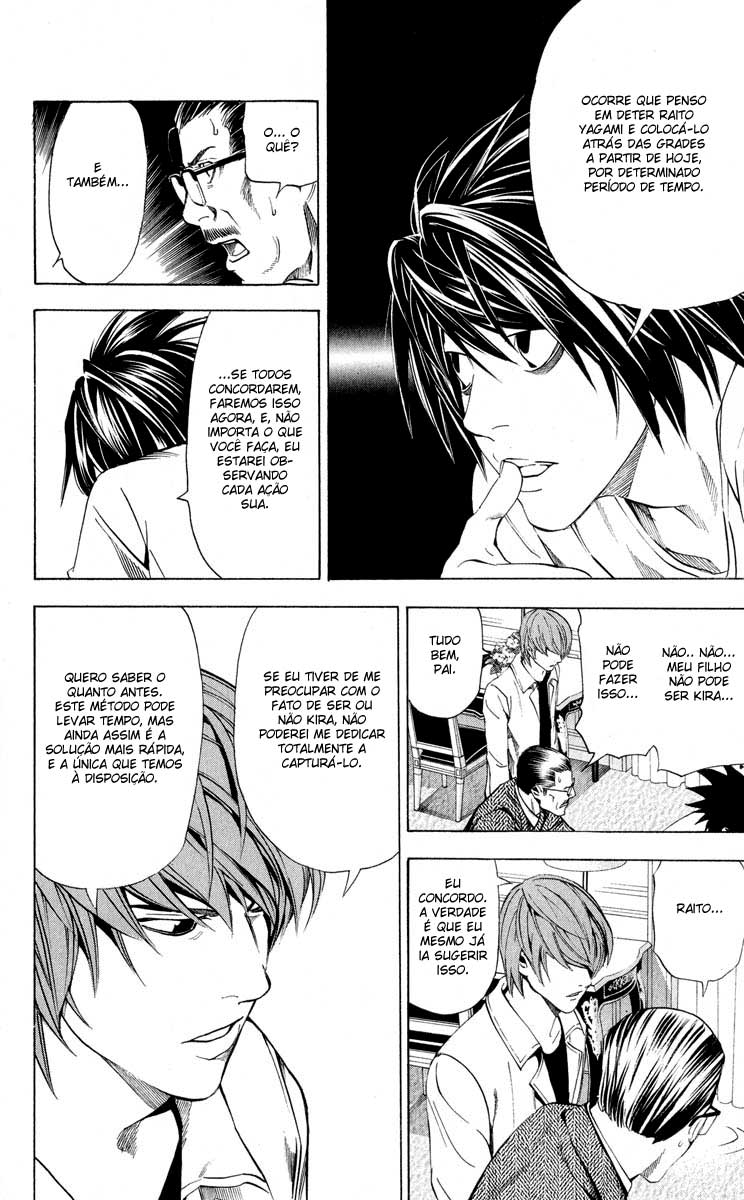 OCORRE QUE PENSO
EM DETER RAITO
YAGAMI E COLOCÁ-LO
ATRÁS DAS GRADES
A PARTIR DE HOJE,
POR DETERMINADO
PERÍODO DE TEMPO.
O... O
QUÊ?
E
TAMBÉM...
...SE TODOS
CONCORDAREM,
FAREMOS ISSO
AGORA, E, NÃO
IMPORTA O QUE
VOCÊ FAÇA, EU
ESTAREI OB-
SERVANDO
CADA AÇÃO
SUA.
NÃO.. NÃO...
MEU FILHO
NÃO PODE
SER KIRA...
NÃO
PODE
FAZER
ISSO...
TUDO
BEM,
PAI.
RAITO...
EU
CONCORDO.
A VERDADE
É QUE EU
MESMO JÁ
IA SUGERIR
ISSO.
SE EU TIVER DE ME
PREOCUPAR COM O
FATO DE SER OU
NÃO KIRA, NÃO
PODEREI ME DEDICAR
TOTALMENTE A
CAPTURÁ-LO.
QUERO SABER O
QUANTO ANTES.
ESTE MÉTODO PODE
LEVAR TEMPO, MAS
AINDA ASSIM É A
SOLUÇÃO MAIS RÁPIDA,
E A ÚNICA QUE TEMOS
À DISPOSIÇÃO.